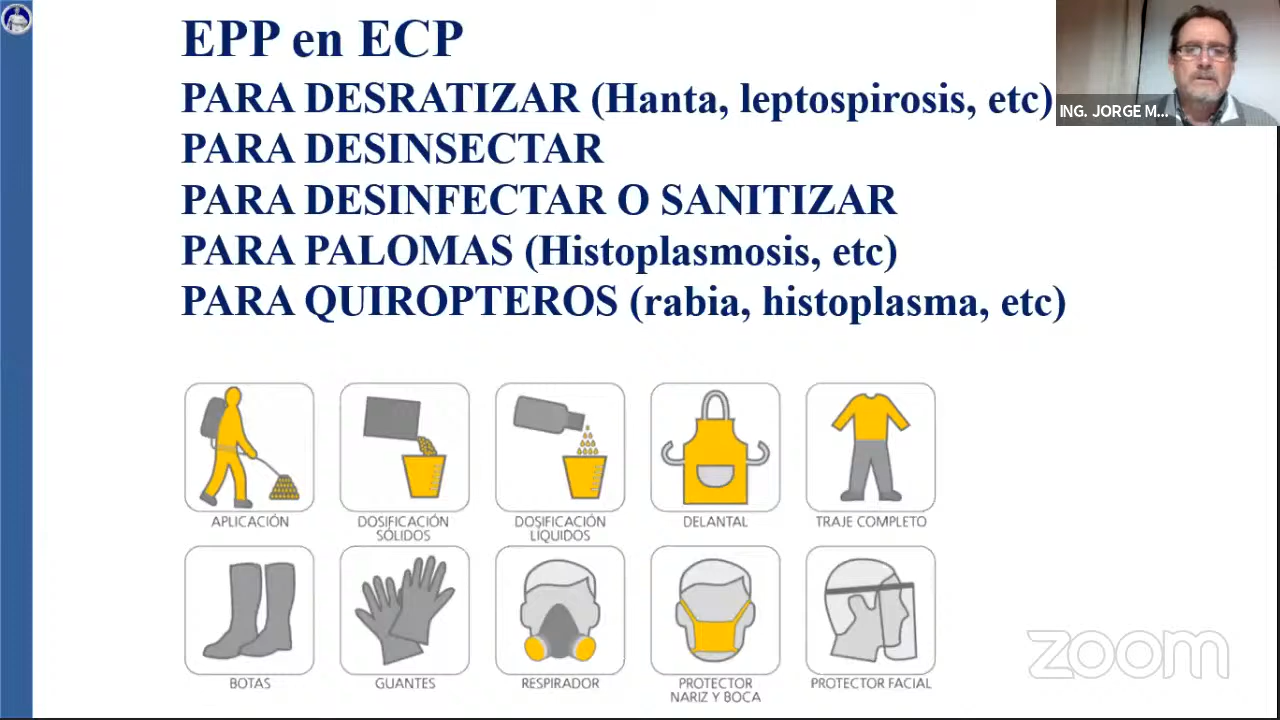 EPP en ECP
PARA DESRATIZAR (Hanta, leptospirosis, etc)
ING. JORGE M...
PARA DESINSECTAR
PARA DESINFECTAR O SANITIZAR
PARA PALOMAS (Histoplasmosis, etc)
PARA QUIROPTEROS (rabia, histoplasma, etc)
APLICACIÓN
DOSIFICACIÓN
SÓLIDOS
DOSIFICACIÓN
LÍQUIDOS
DELANTAL
TRAJE COMPLETO
BOTAS
GUANTES
RESPIRADOR
PROTECTOR
NARIZ Y BOCA
PROTECTOR FACIAL
zoom